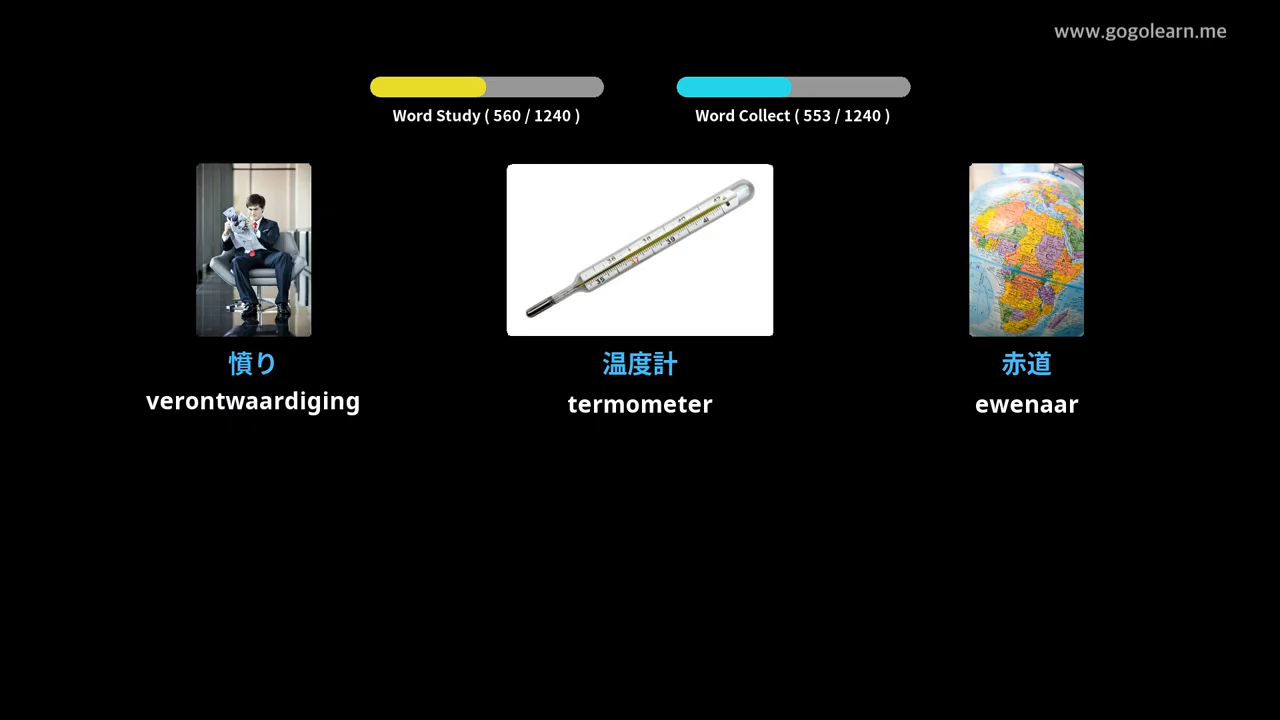 www.gogolearn.me
Word Study ( 560 / 1240 )
Word Collect ( 553 / 1240 )
憤り
温度計
赤道
verontwaardiging
termometer
ewenaar